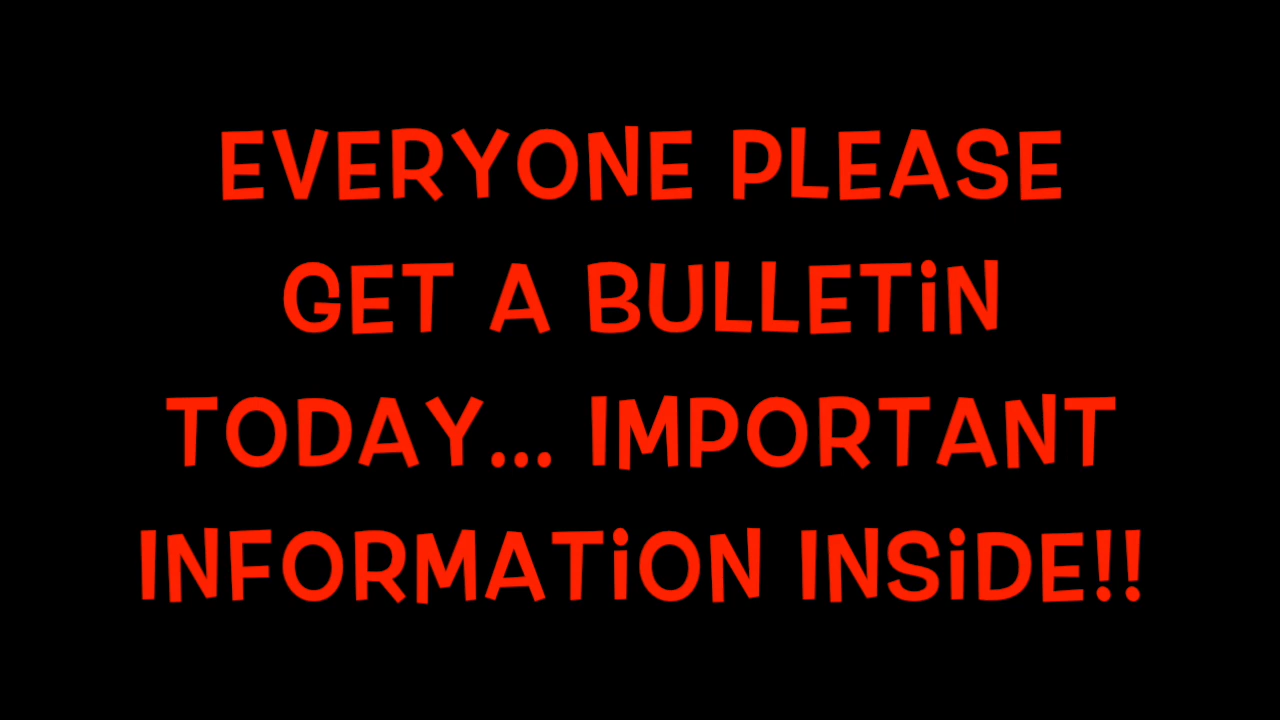 EVERYONE PLEASE
GET A BULLETiN
TODAY... IMPORTANT
INFORMATiON INSiDE!!